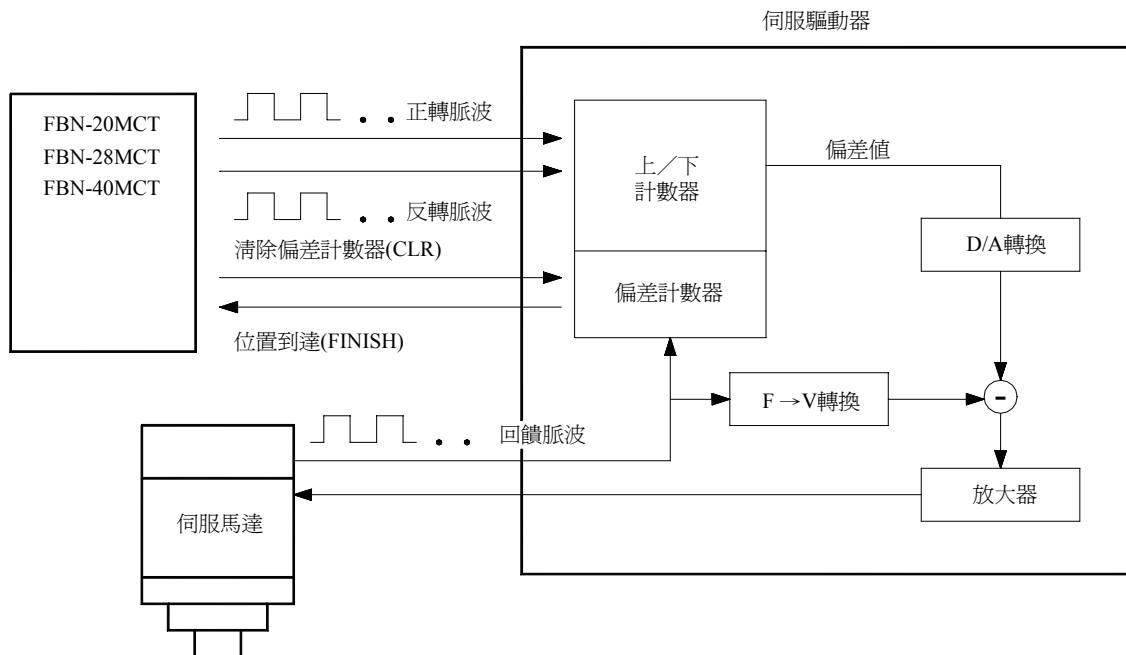 伺服驅動器
FBN-20MCT
FBN-28MCT
FBN-40MCT
正轉脈波
反轉脈波
清除偏差計數器(CLR)
位置到達(FINISH)
上／下
計數器
偏差計數器
偏差值
D/A轉換
F→V轉換
-
回饋脈波
放大器
伺服馬達